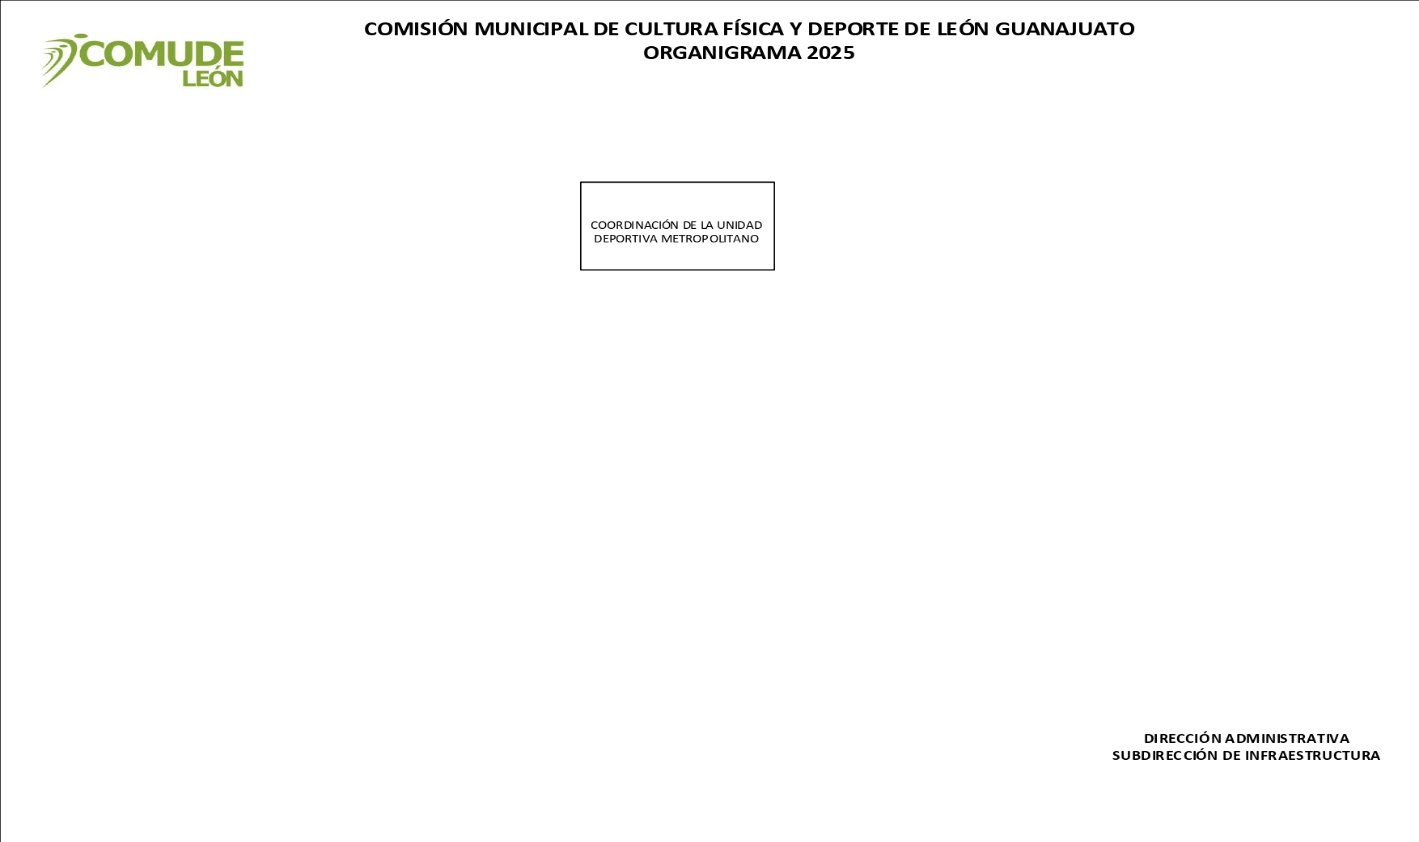 COMISIÓN MUNICIPAL DE CULTURA FÍSICA Y DEPORTE DE LEÓN GUANAJUATO
ORGANIGRAMA 2025
COMUDE
LEÓN
COORDINACIÓN DE LA UNIDAD
DEPORTIVA METROPOLITANO
DIRECCIÓN ADMINISTRATIVA
SUBDIRECCIÓN DE INFRAESTRUCTURA